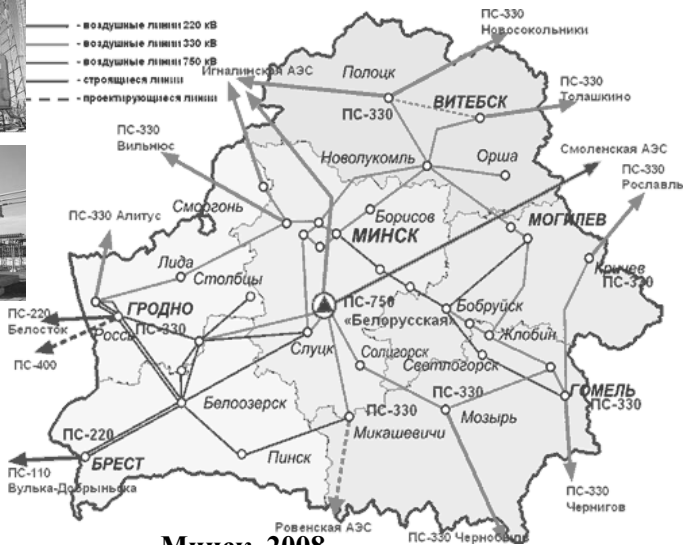 - воздушные линии 220 кВ
- воздушные линии 330 кВ
- воздушные линии 750 кВ
- строящиеся линии
- проектирующиеся линии
Игналинская АЭС
ПС-330
Новосокольники
Полоцк
ПС-330
ВИТЕБСК
ПС-330
Толашкино
ПС-330
Вильнюс
Новолукомль
Орша
Смоленская АЭС
ПС-330
Рославль
Сморгонь
Борисов
МИНСК
МОГИЛЕВ
ПС-330 Алитус
Лида
Столбцы
Кричев
ПС-330
ПС-220
Белосток
ГРОДНО
ПС-330
Россь
ПС-400
ПС-750
«Белорусская»
Бобруйск
Жлобин
Слуцк
Солигорск
Светлогорск
ПС-330
ГОМЕЛЬ
ПС-330
Белоозерск
ПС-330
Микашевичи
Мозырь
ПС-220
БРЕСТ
Пинск
ПС-110
Вулька-Добрыньска
ПС-330
Чернигов
Ровенская АЭС
ПС-330 Чернобыль
Минск 2008